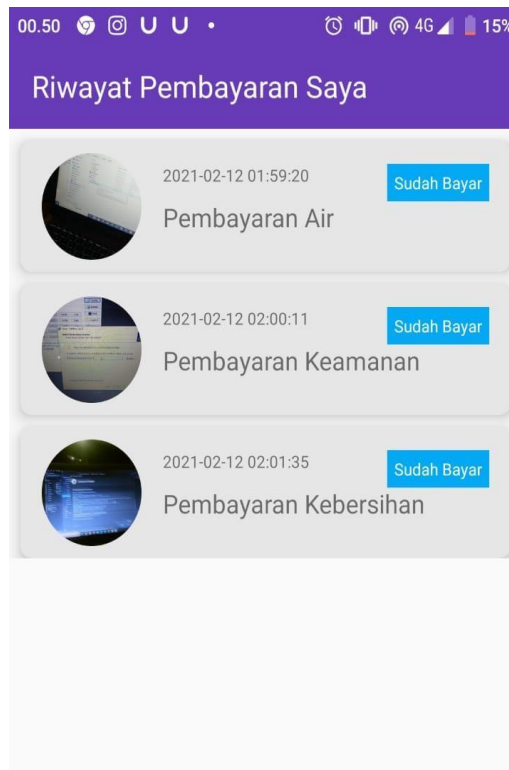 00.50 U U 4G 15%
Riwayat Pembayaran Saya
2021-02-12 01:59:20
Sudah Bayar
Pembayaran Air
2021-02-12 02:00:11
Sudah Bayar
Pembayaran Keamanan
2021-02-12 02:01:35
Sudah Bayar
Pembayaran Kebersihan